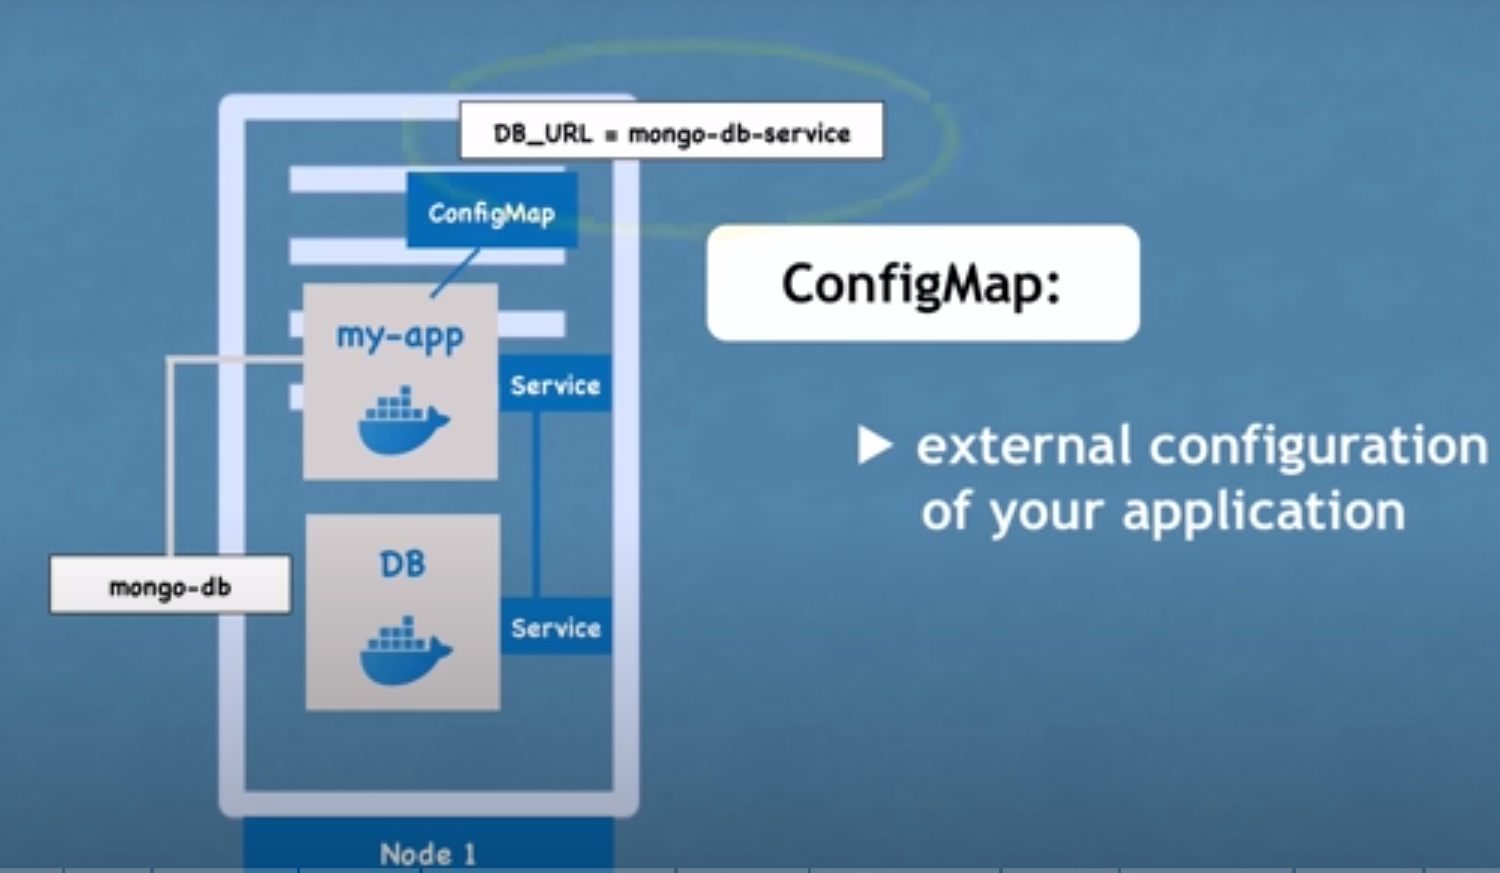 DB_URL = mongo-db-service
ConfigMap
ConfigMap:
my-app
Service
external configuration
of your application
DB
mongo-db
Service
Node 1